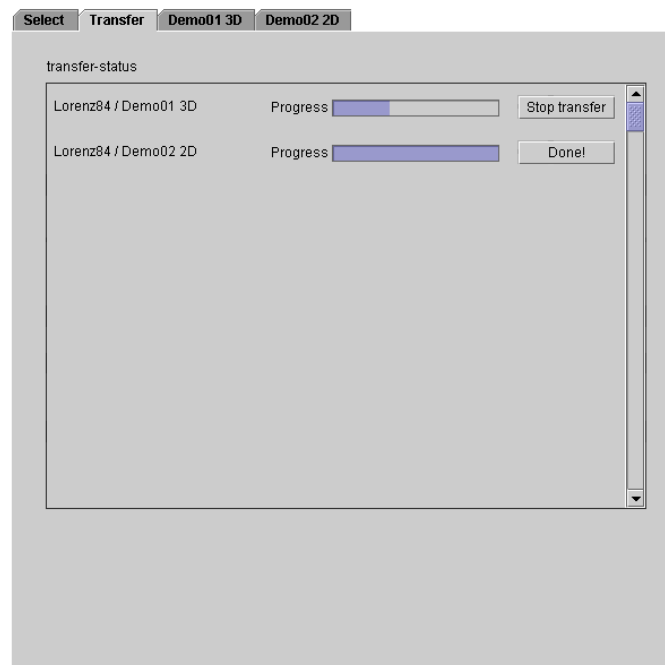 Select Transfer Demo01 3D Demo02 2D
transfer-status
Lorenz84 / Demo01 3D Progress Stop transfer
Lorenz84 / Demo02 2D Progress Done!